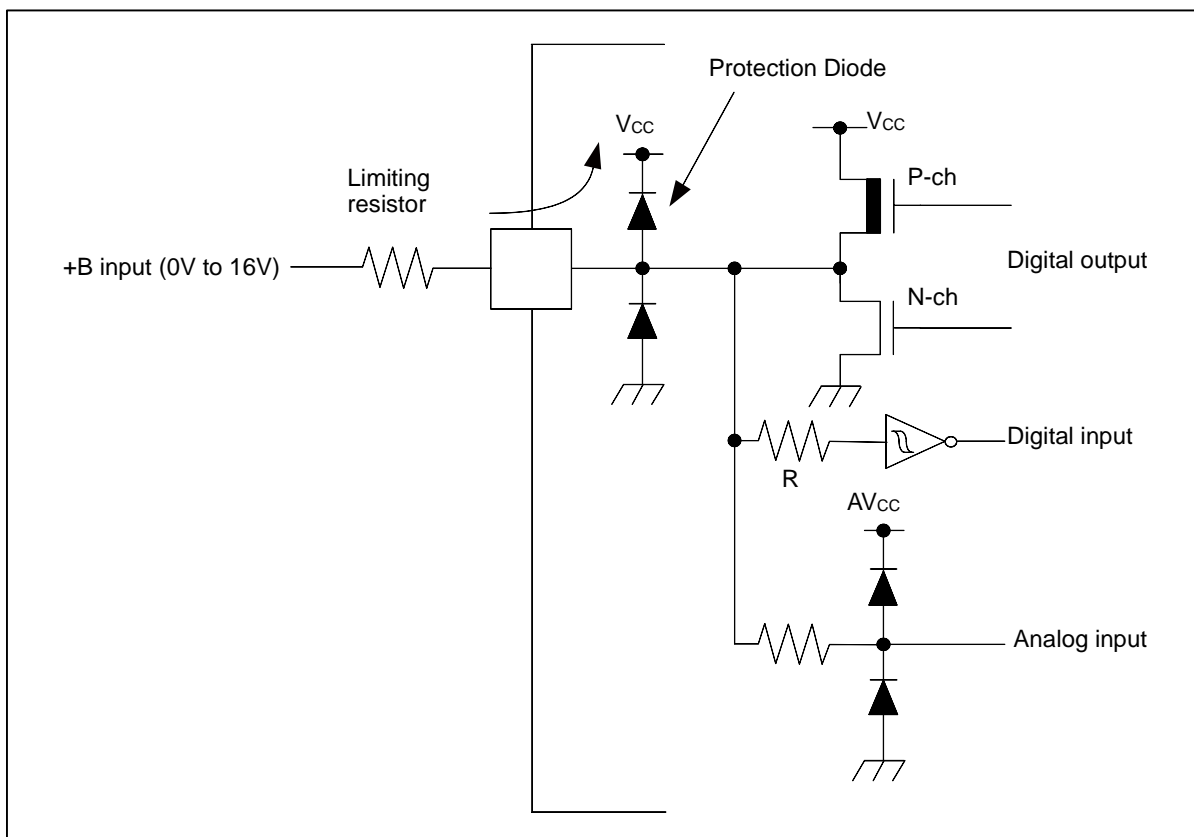 Protection Diode
VCC
VCC
Limiting
resistor
P-ch
+B input (0V to 16V)
Digital output
N-ch
Digital input
R
AVCC
Analog input